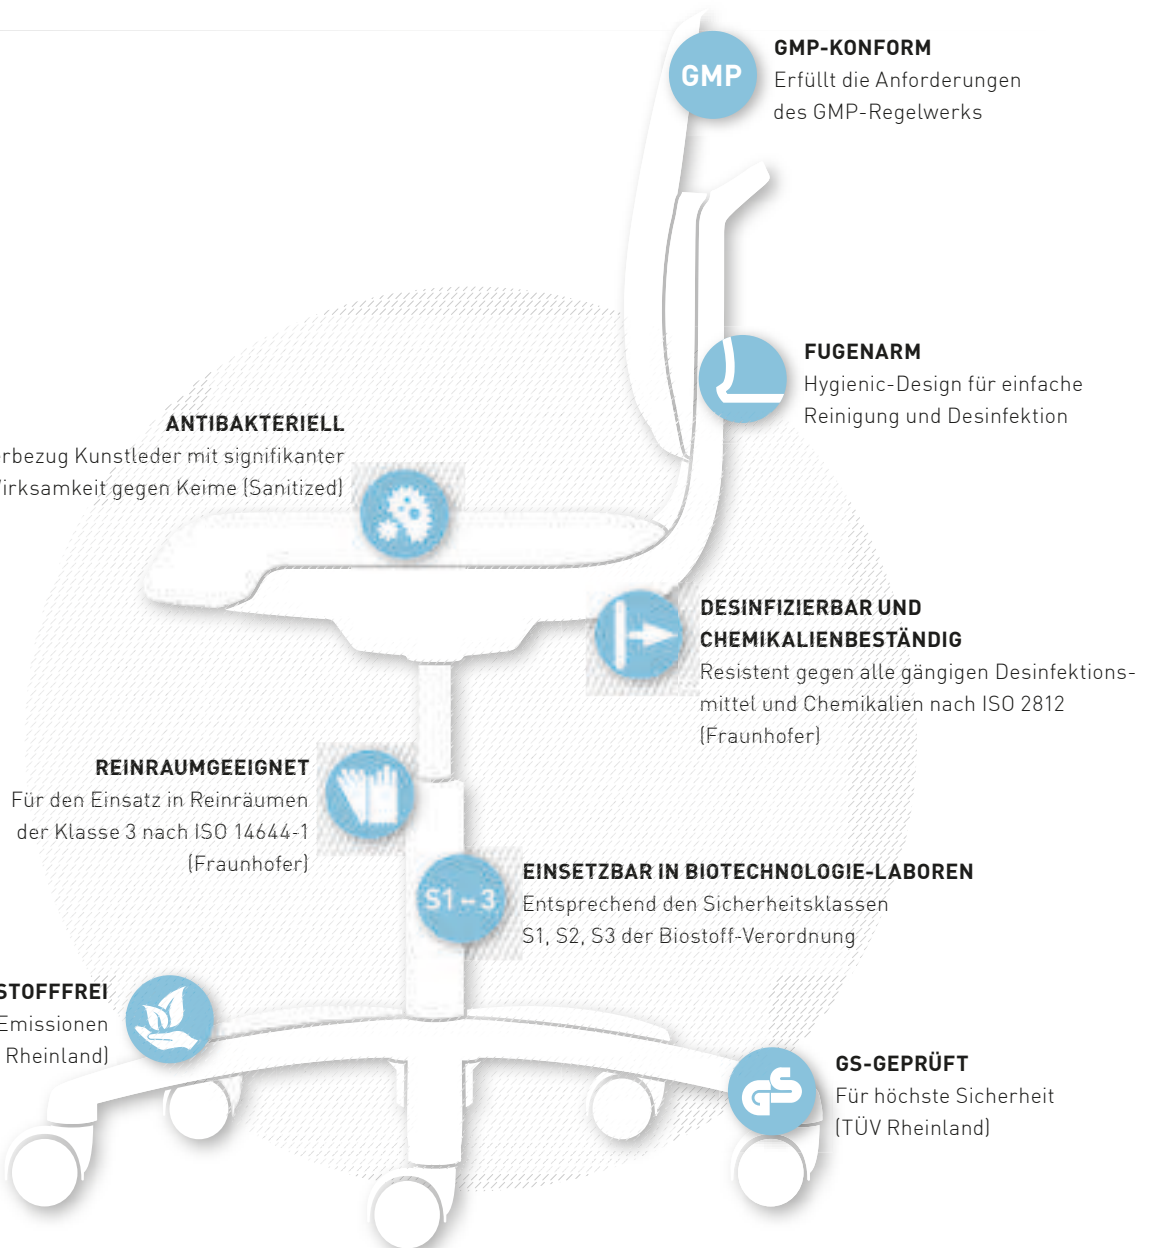 GMP
GMP-KONFORM
Erfüllt die Anforderungen
des GMP-Regelwerks
FUGENARM
Hygienic-Design für einfache
Reinigung und Desinfektion
ANTIBAKTERIELL
Kunstleder mit signifikanter
gegen Keime (Sanitized)
DESINFIZIERBAR UND
CHEMIKALIENBESTÄNDIG
Resistent gegen alle gängigen Desinfektions-
mittel und Chemikalien nach ISO 2812
(Fraunhofer)
REINRAUMGEEIGNET
Für den Einsatz in Reinräumen
der Klasse 3 nach ISO 14644-1
(Fraunhofer)
S1 – 3
EINSETZBAR IN BIOTECHNOLOGIE-LABOREN
Entsprechend den Sicherheitsklassen
S1, S2, S3 der Biostoff-Verordnung
STOFFFREI
Emissionen
Rheinland)
GS
GS-GEPRÜFT
Für höchste Sicherheit
(TÜV Rheinland)